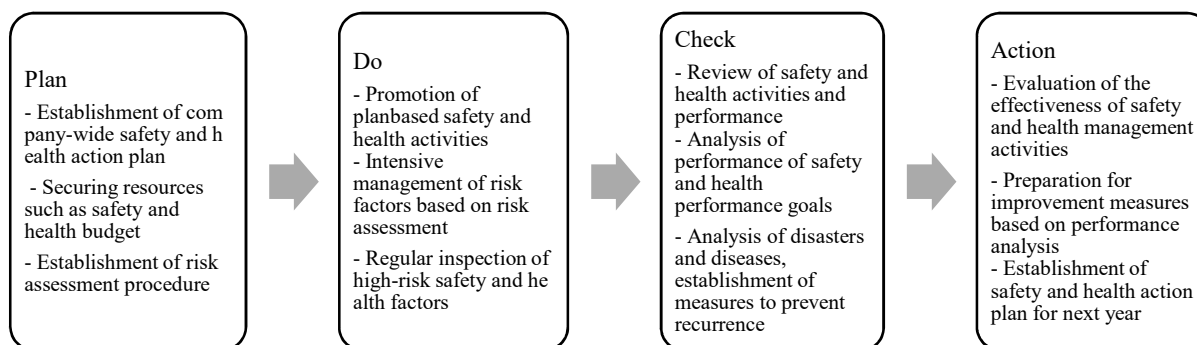 Plan
- Establishment of com
pany-wide safety and h
ealth action plan
- Securing resources
such as safety and
health budget
- Establishment of risk
assessment procedure
Do
- Promotion of
planbased safety and
health activities
- Intensive
management of risk
factors based on risk
assessment
- Regular inspection of
high-risk safety and he
alth factors
Check
- Review of safety and
health activities and
performance
- Analysis of
performance of safety
and health
performance goals
- Analysis of disasters
and diseases,
establishment of
measures to prevent
recurrence
Action
- Evaluation of the
effectiveness of safety
and health management
activities
- Preparation for
improvement measures
based on performance
analysis
- Establishment of
safety and health action
plan for next year